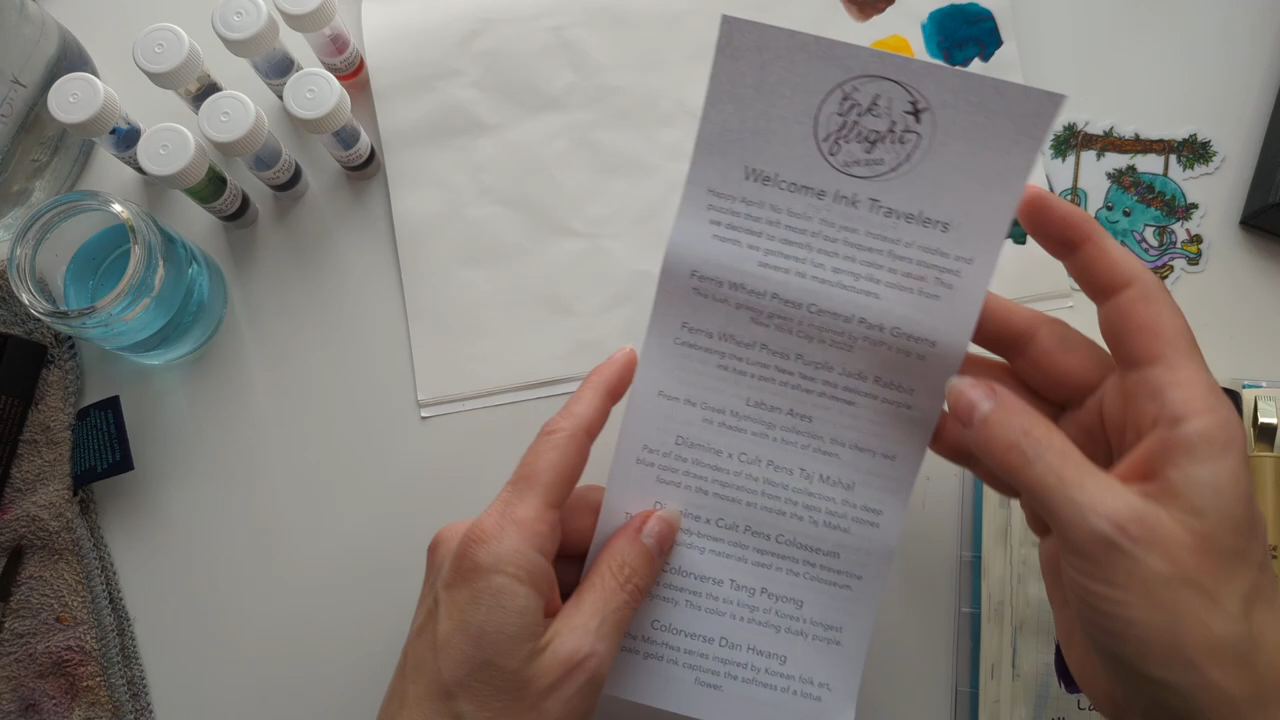 ink
flight
Welcome Ink Travelers
Happy April! No foolin' this year. Instead of riddles and
puzzles that left most of our frequent flyers stumped,
we decided to identify each ink color as usual. This
month, we gathered fun, spring-like colors from
several ink manufacturers.
Ferris Wheel Press Central Park Greens
This lush, grassy green is inspired by trip to
New York City in 2022.
Ferris Wheel Press Purple Jade Rabbit
Celebrating the Lunar New Year, this delicate purple
ink has a pop of silver shimmer.
Laban Ares
From the Greek Mythology collection, this cherry-red
ink shades with a hint of sheen.
Diamine x Cult Pens Taj Mahal
Part of the Wonders of the World collection, this deep
blue color draws inspiration from the lapis lazuli stones
found in the mosaic art inside the Taj Mahal.
Diamine x Cult Pens Colosseum
dy-brown color represents the travertine
building materials used in the Colosseum.
Colorverse Tang Peyong
observes the six kings of Korea's longest
dynasty. This color is a shading dusky purple.
Colorverse Dan Hwang
the Min-Hwa series inspired by Korean folk art,
pale gold ink captures the softness of a lotus
flower.